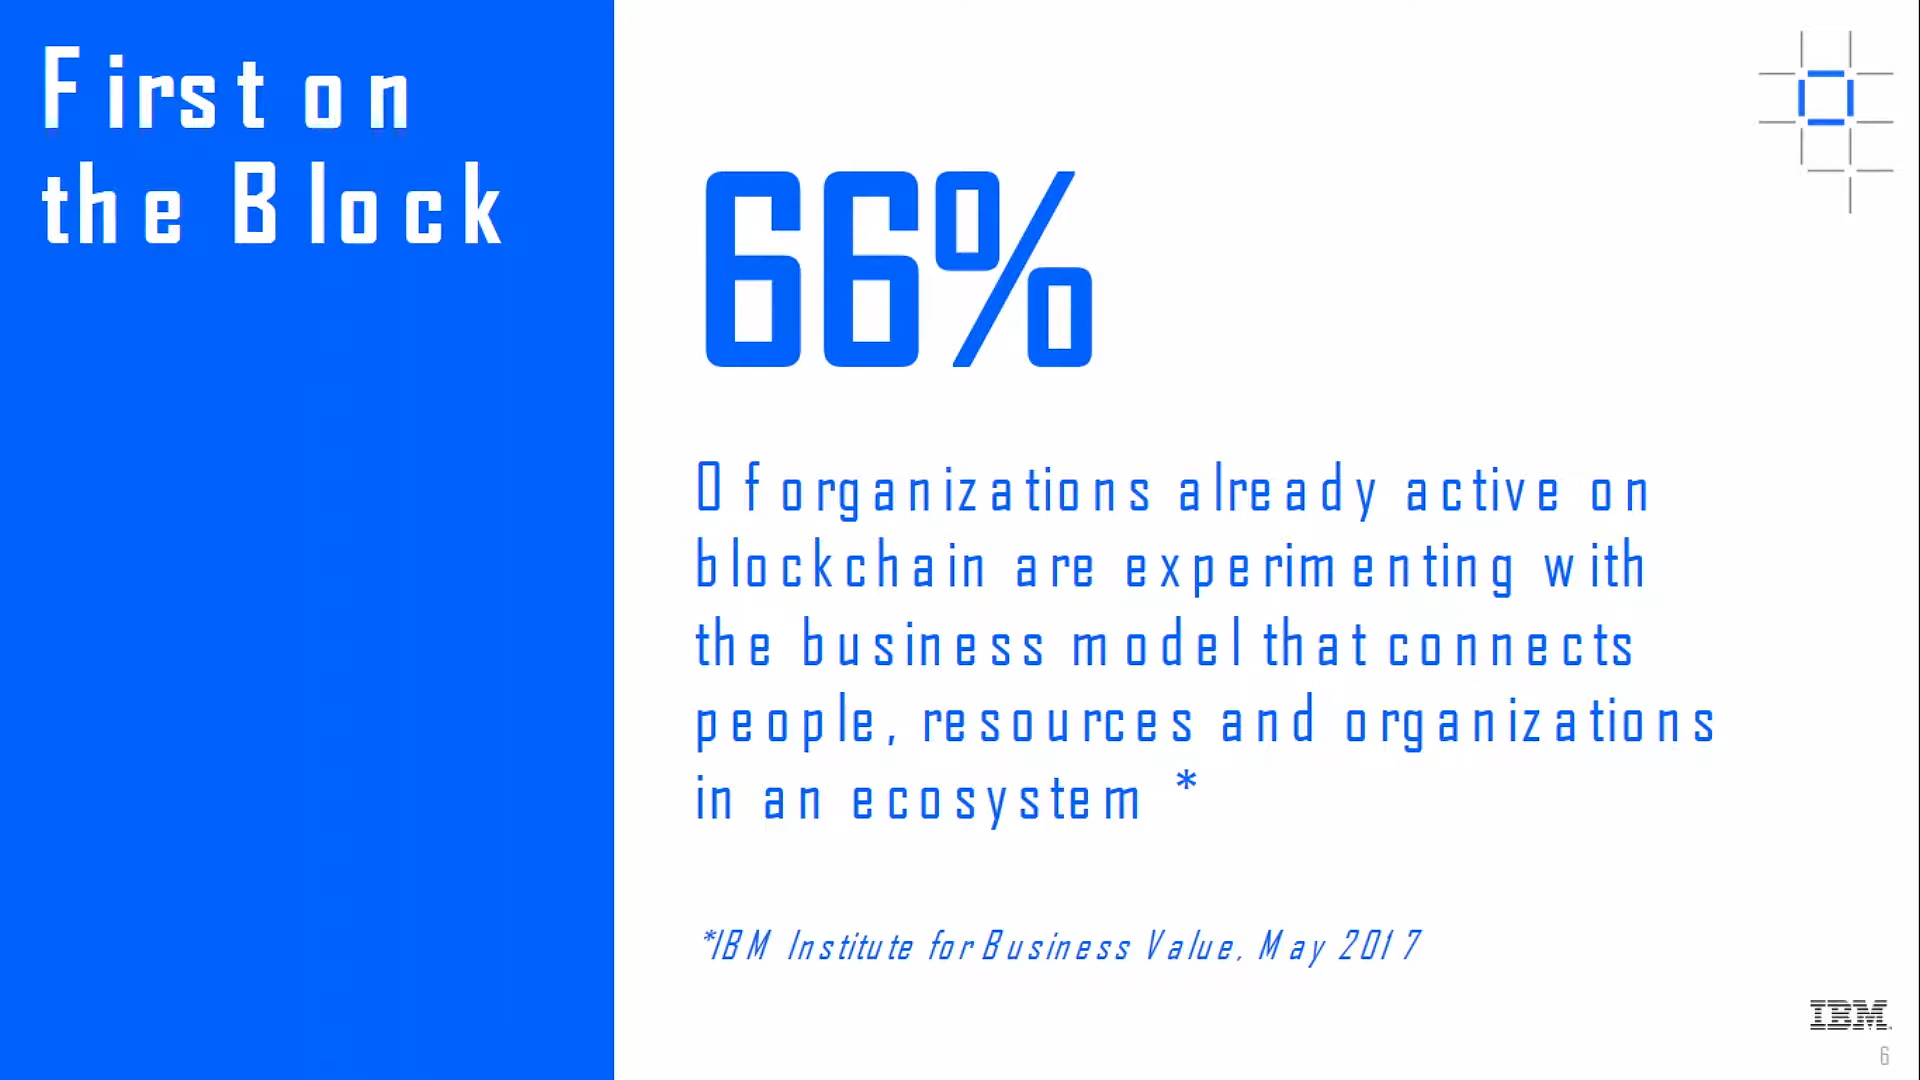 First on
the Block
66%
Of organizations already active on
blockchain are experimenting with
the business model that connects
people, resources and organizations
in an ecosystem *
*IBM Institute for Business Value, May 2017
IBM
6